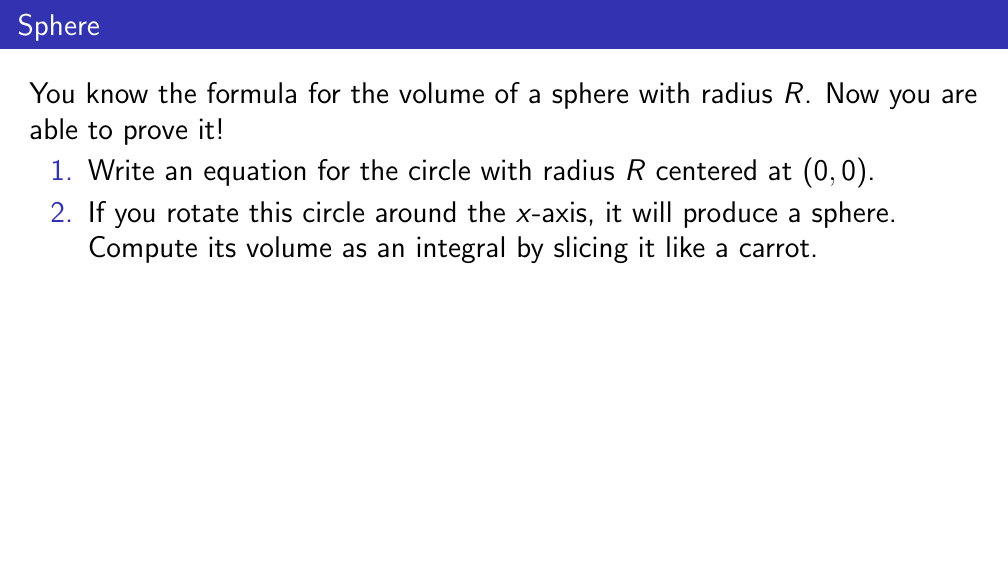 Sphere
You know the formula for the volume of a sphere with radius R. Now you are
able to prove it!
1. Write an equation for the circle with radius R centered at (0, 0).
2. If you rotate this circle around the x-axis, it will produce a sphere.
Compute its volume as an integral by slicing it like a carrot.